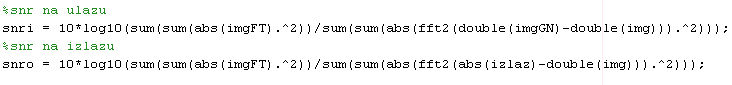 %snr na ulazu
snri = 10*log10(sum(sum(abs(imgFT).^2))/sum(sum(abs(fft2(double(imgGN)-double(img))).^2)));
%snr na izlazu
snro = 10*log10(sum(sum(abs(imgFT).^2))/sum(sum(abs(fft2(abs(izlaz)-double(img))).^2)));